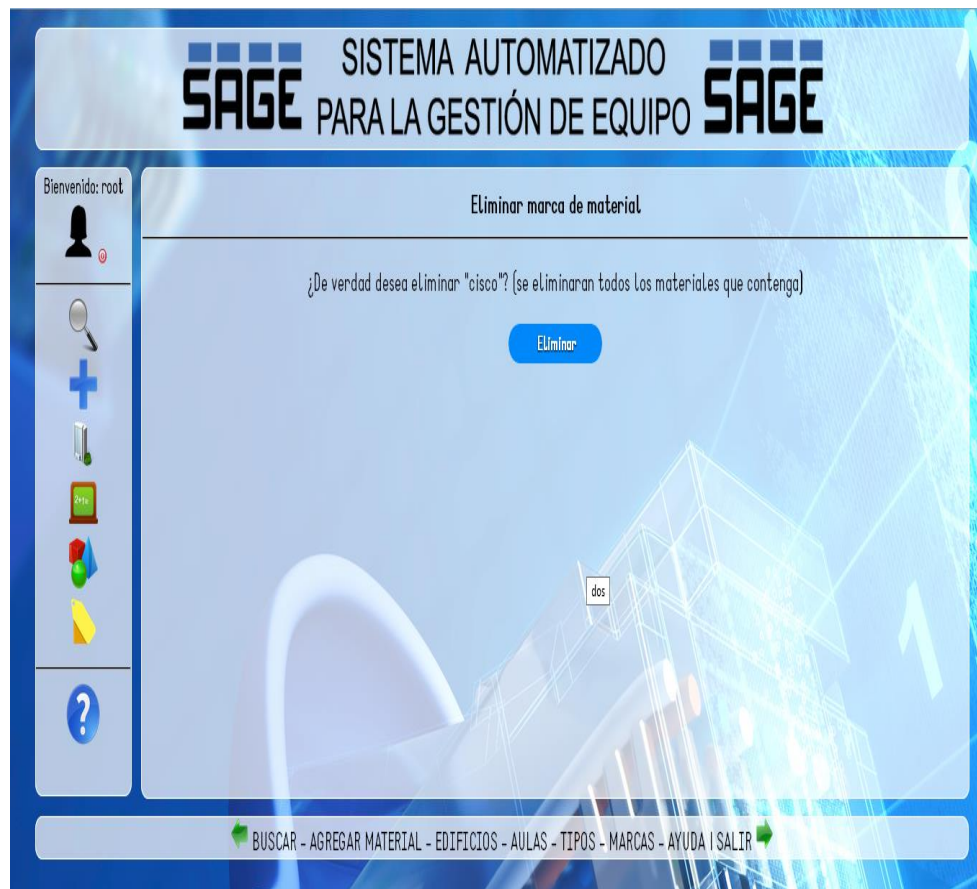 SAGE SISTEMA AUTOMATIZADO SAGE
PARA LA GESTIÓN DE EQUIPO
Bienvenido: root
Eliminar marca de material
¿De verdad desea eliminar "cisco"? (se eliminaran todos los materiales que contenga)
Eliminar
dos
BUSCAR - AGREGAR MATERIAL - EDIFICIOS - AULAS - TIPOS - MARCAS - AYUDA | SALIR